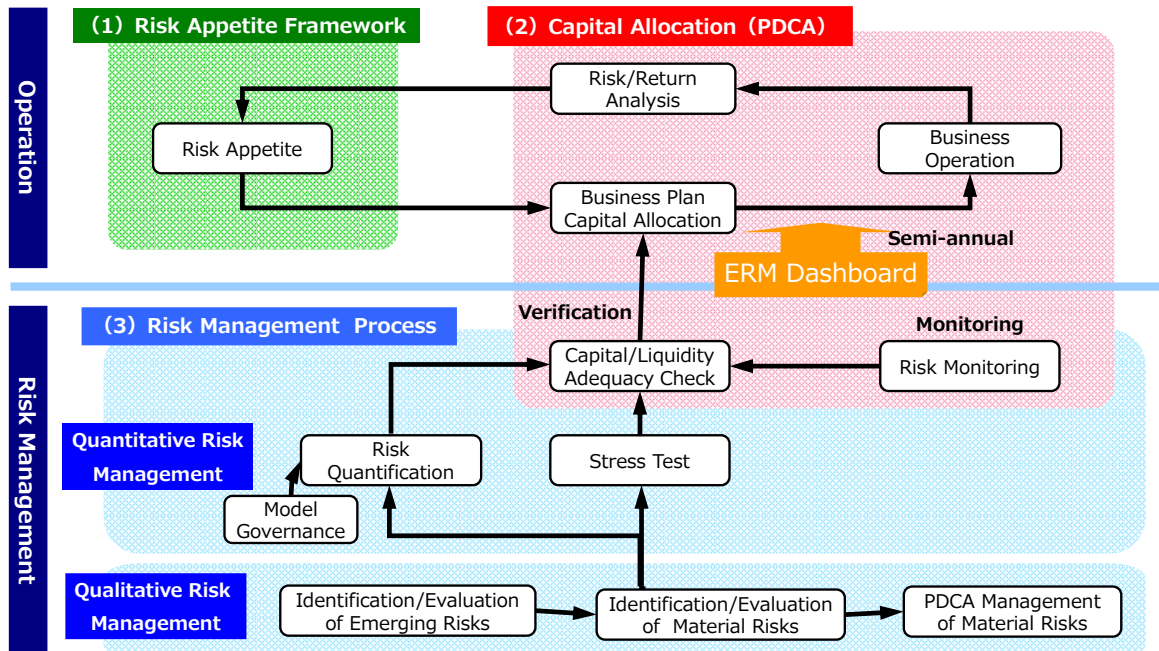 (1) Risk Appetite Framework
(2) Capital Allocation (PDCA)
Operation
Risk/Return
Analysis
Risk Appetite
Business
Operation
Business Plan
Capital Allocation
Semi-annual
ERM Dashboard
Verification
(3) Risk Management Process
Monitoring
Risk Management
Capital/Liquidity
Adequacy Check
Risk Monitoring
Quantitative Risk
Management
Risk
Quantification
Stress Test
Model
Governance
Qualitative Risk
Management
Identification/Evaluation
of Emerging Risks
Identification/Evaluation
of Material Risks
PDCA Management
of Material Risks